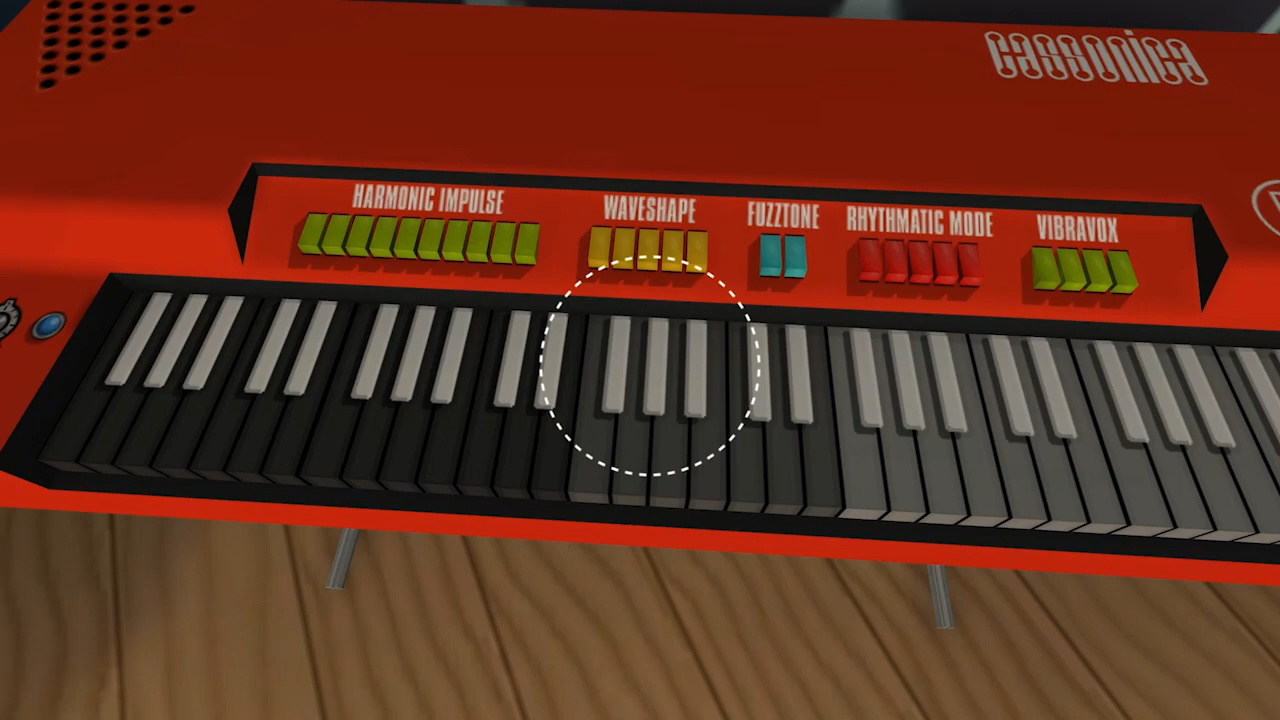 cassonica
HARMONIC IMPULSE
WAVESHAPE
FUZZTONE
RHYTHMATIC MODE
VIBRAVOX